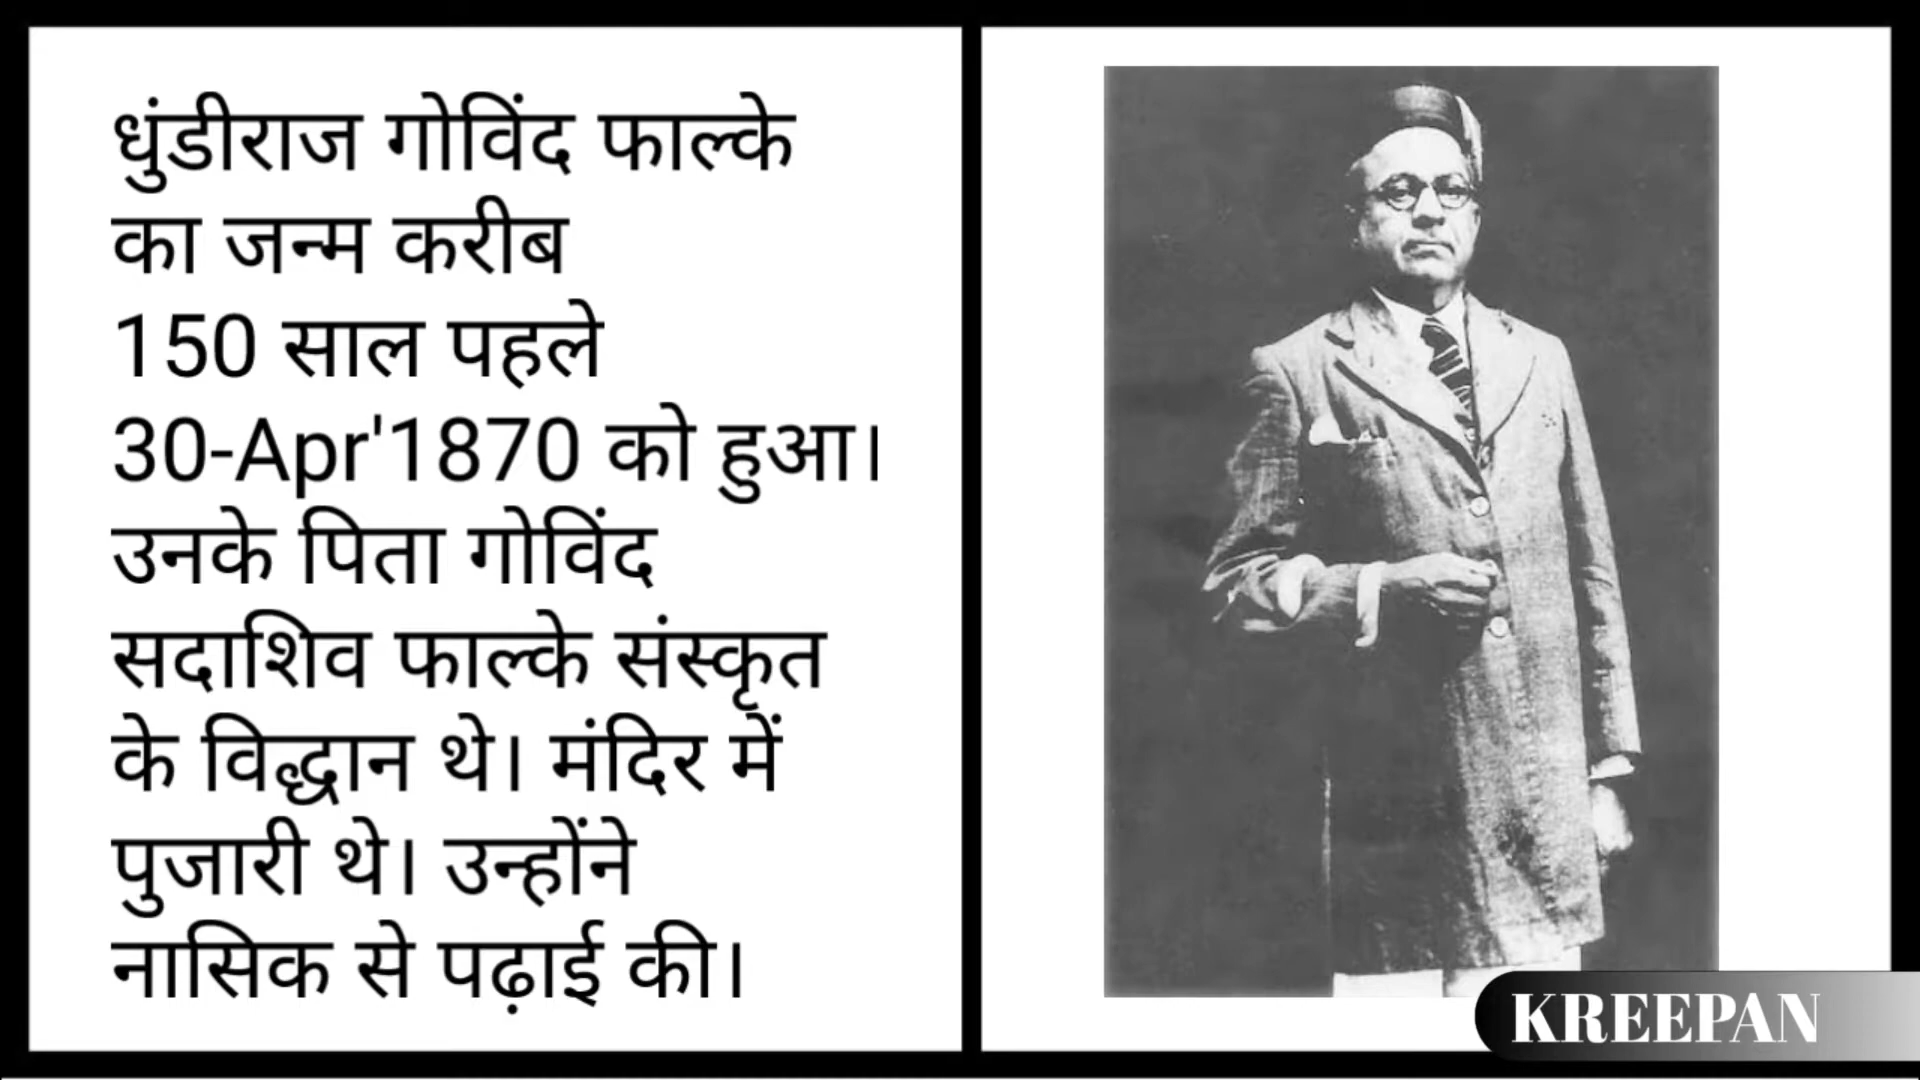 धुंडीराज गोविंद फाल्के
का जन्म करीब
150 साल पहले
30-Apr'1870 को हुआ।
उनके पिता गोविंद
सदाशिव फाल्के संस्कृत
के विद्धान थे। मंदिर में
पुजारी थे। उन्होंने
नासिक से पढ़ाई की।
KREEPAN